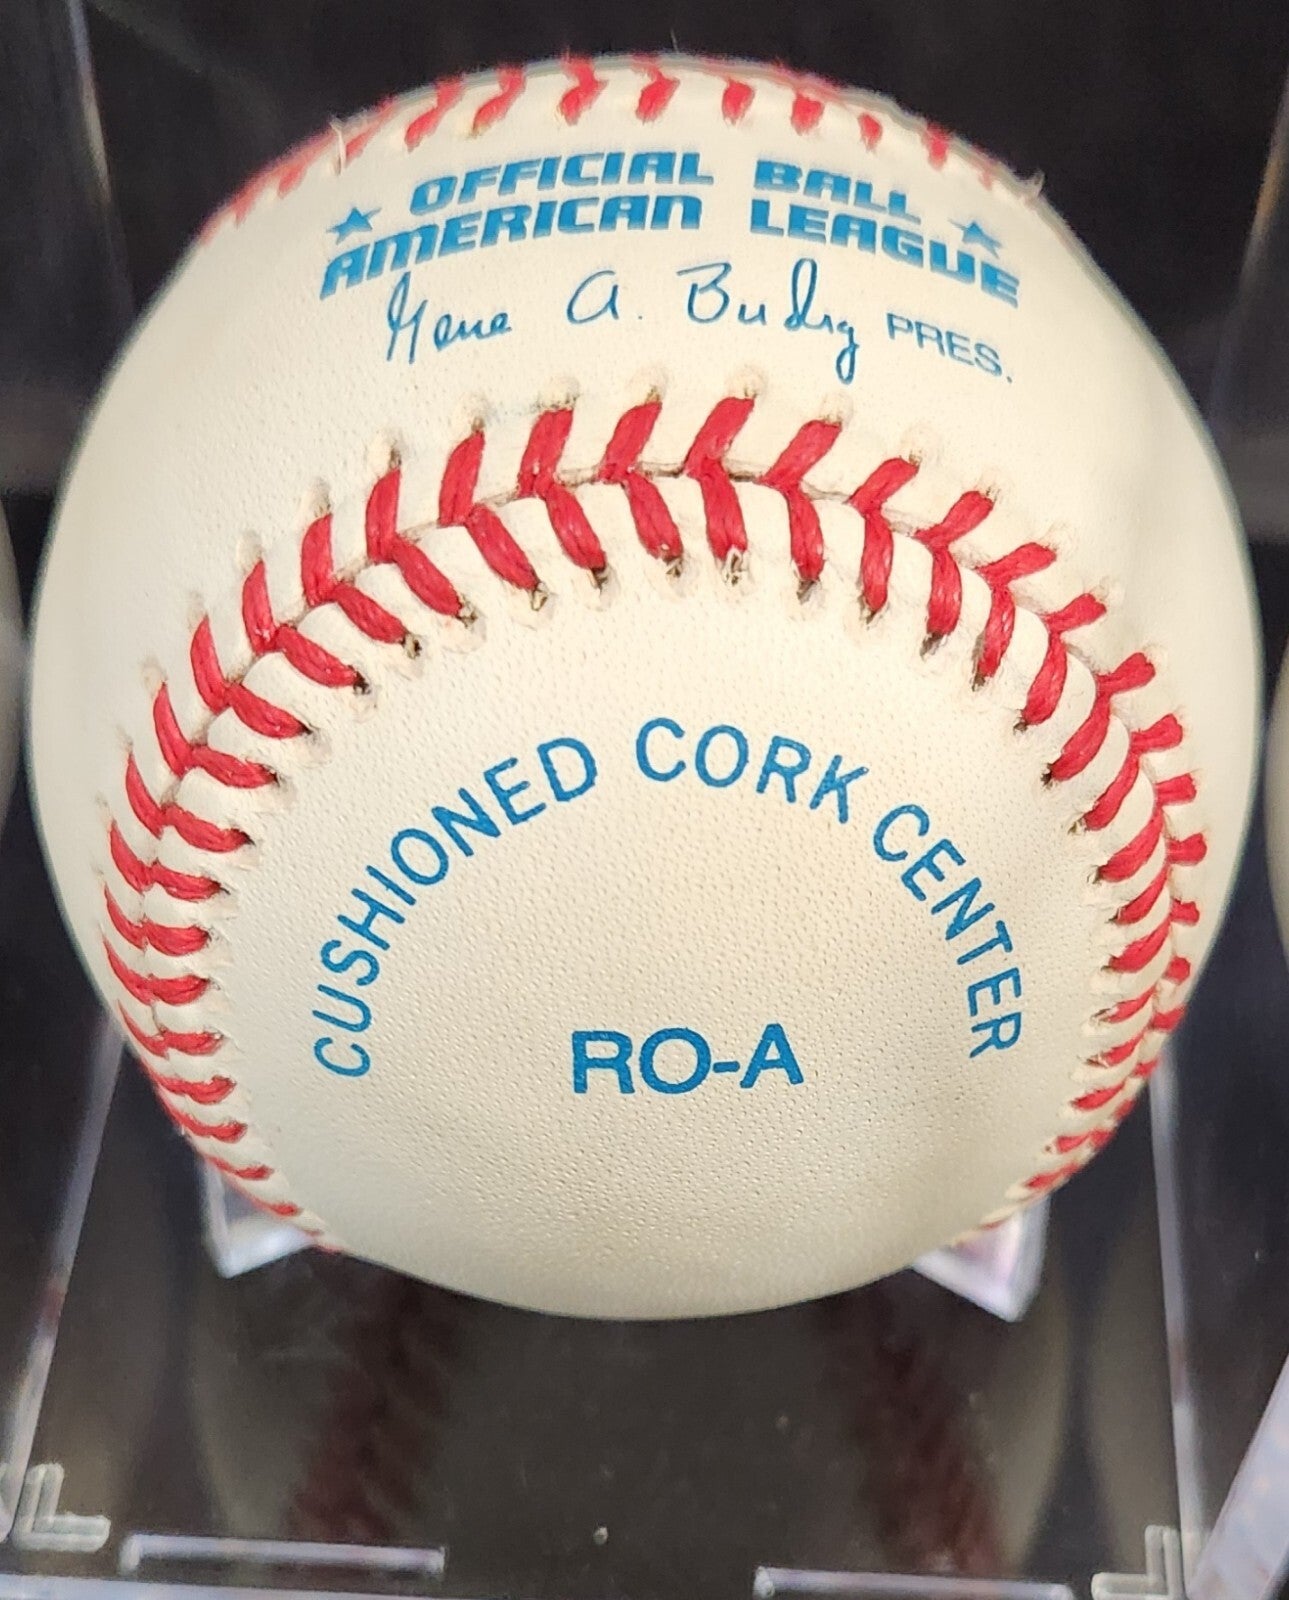 ★ OFFICIAL BALL ★
AMERICAN LEAGUE
Gene A. Budig PRES.
CUSHIONED CORK CENTER
RO-A